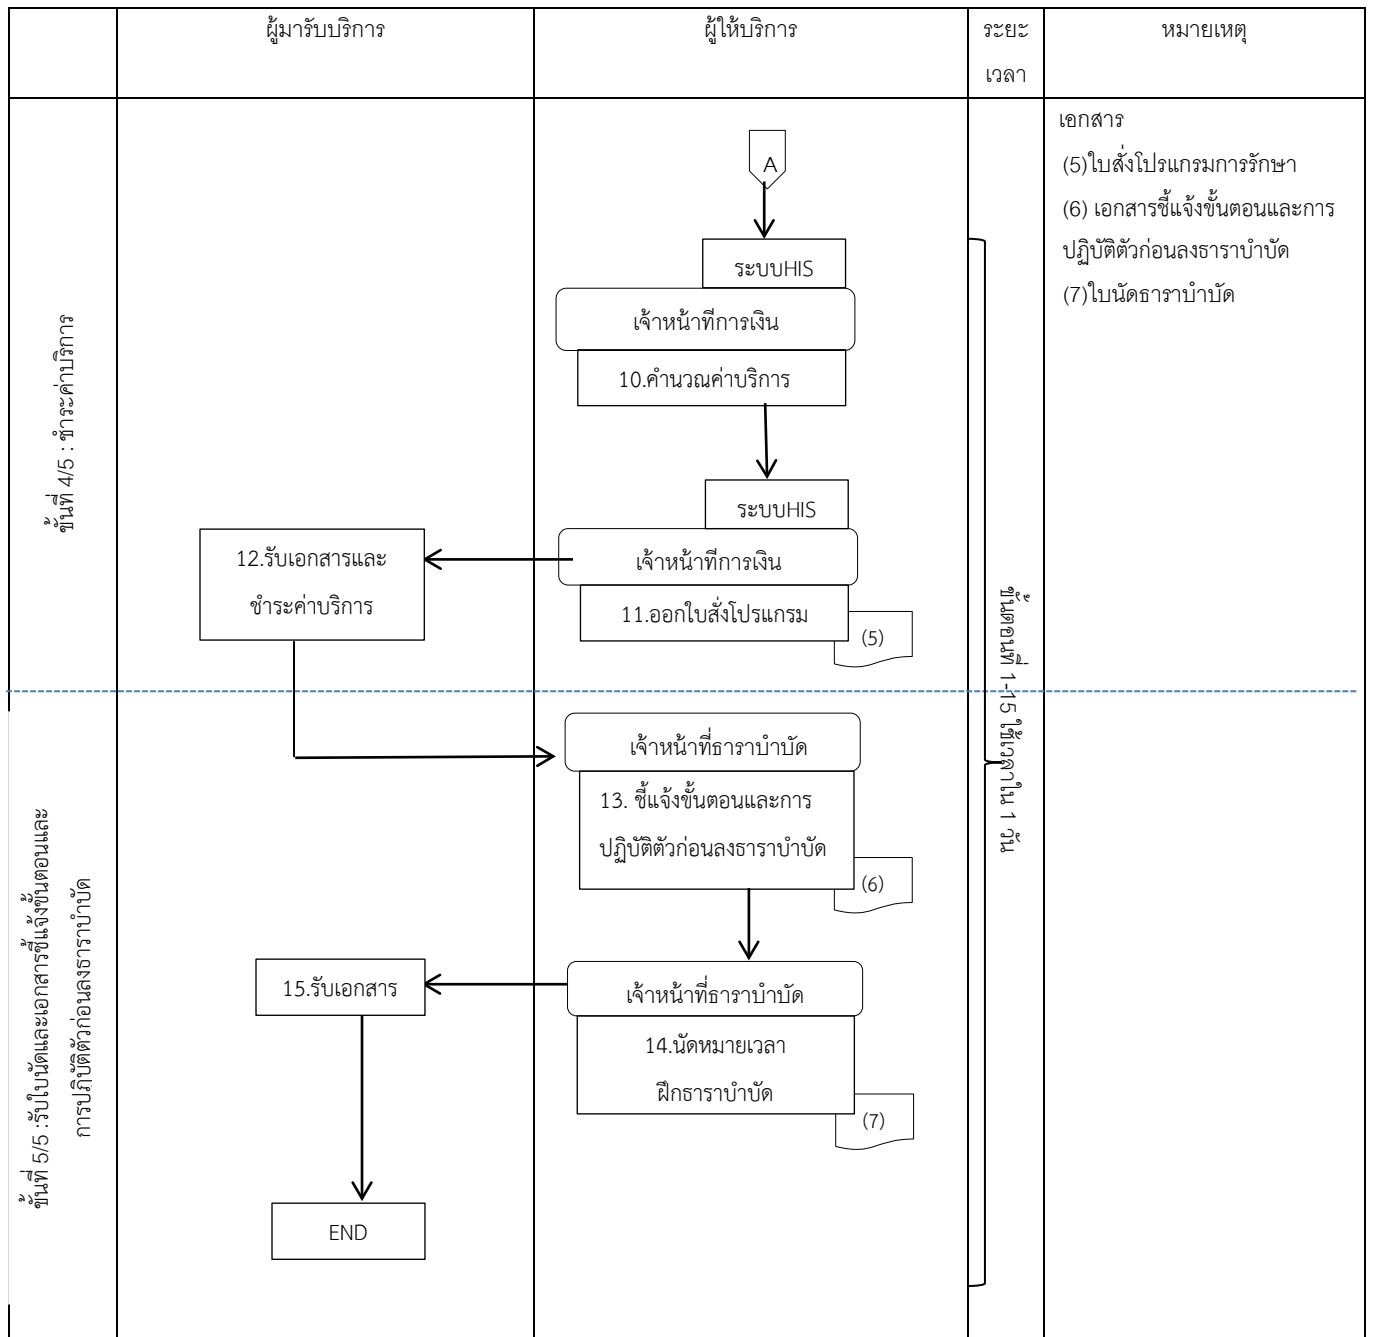 ผู้มารับบริการ
ผู้ให้บริการ
ระยะ
เวลา
หมายเหตุ
ขั้นที่ 4/5 : ชำระค่าบริการ
A
ระบบHIS
เจ้าหน้าที่การเงิน
10.คำนวณค่าบริการ
ระบบHIS
เจ้าหน้าที่การเงิน
11.ออกใบสั่งโปรแกรม
(5)
12.รับเอกสารและ
ชำระค่าบริการ
ขั้นตอนที่ 1-15 ใช้เวลาใน 1 วัน
เอกสาร
(5)ใบสั่งโปรแกรมการรักษา
(6) เอกสารชี้แจ้งขั้นตอนและการ
ปฏิบัติตัวก่อนลงธาราบำบัด
(7)ใบนัดธาราบำบัด
ขั้นที่ 5/5 :รับใบนัดและเอกสารชี้แจ้งขั้นตอนและ
การปฏิบัติตัวก่อนลงธาราบำบัด
เจ้าหน้าที่ธาราบำบัด
13. ชี้แจ้งขั้นตอนและการ
ปฏิบัติตัวก่อนลงธาราบำบัด
(6)
เจ้าหน้าที่ธาราบำบัด
14.นัดหมายเวลา
ฝึกธาราบำบัด
(7)
15.รับเอกสาร
END